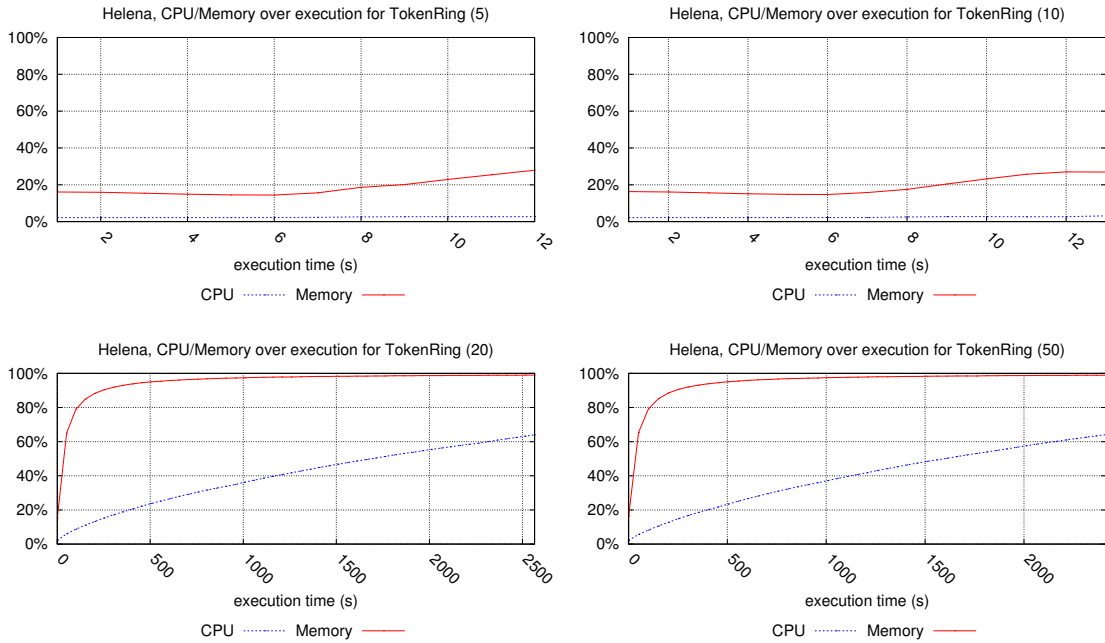 Helena, CPU/Memory over execution for TokenRing (5)
100%
80%
60%
40%
20%
0%
2
4
6
8
10
12
execution time (s)
CPU
Memory
Helena, CPU/Memory over execution for TokenRing (10)
100%
80%
60%
40%
20%
0%
2
4
6
8
10
12
execution time (s)
CPU
Memory
Helena, CPU/Memory over execution for TokenRing (20)
100%
80%
60%
40%
20%
0%
0
500
1000
1500
2000
2500
execution time (s)
CPU
Memory
Helena, CPU/Memory over execution for TokenRing (50)
100%
80%
60%
40%
20%
0%
0
500
1000
1500
2000
execution time (s)
CPU
Memory